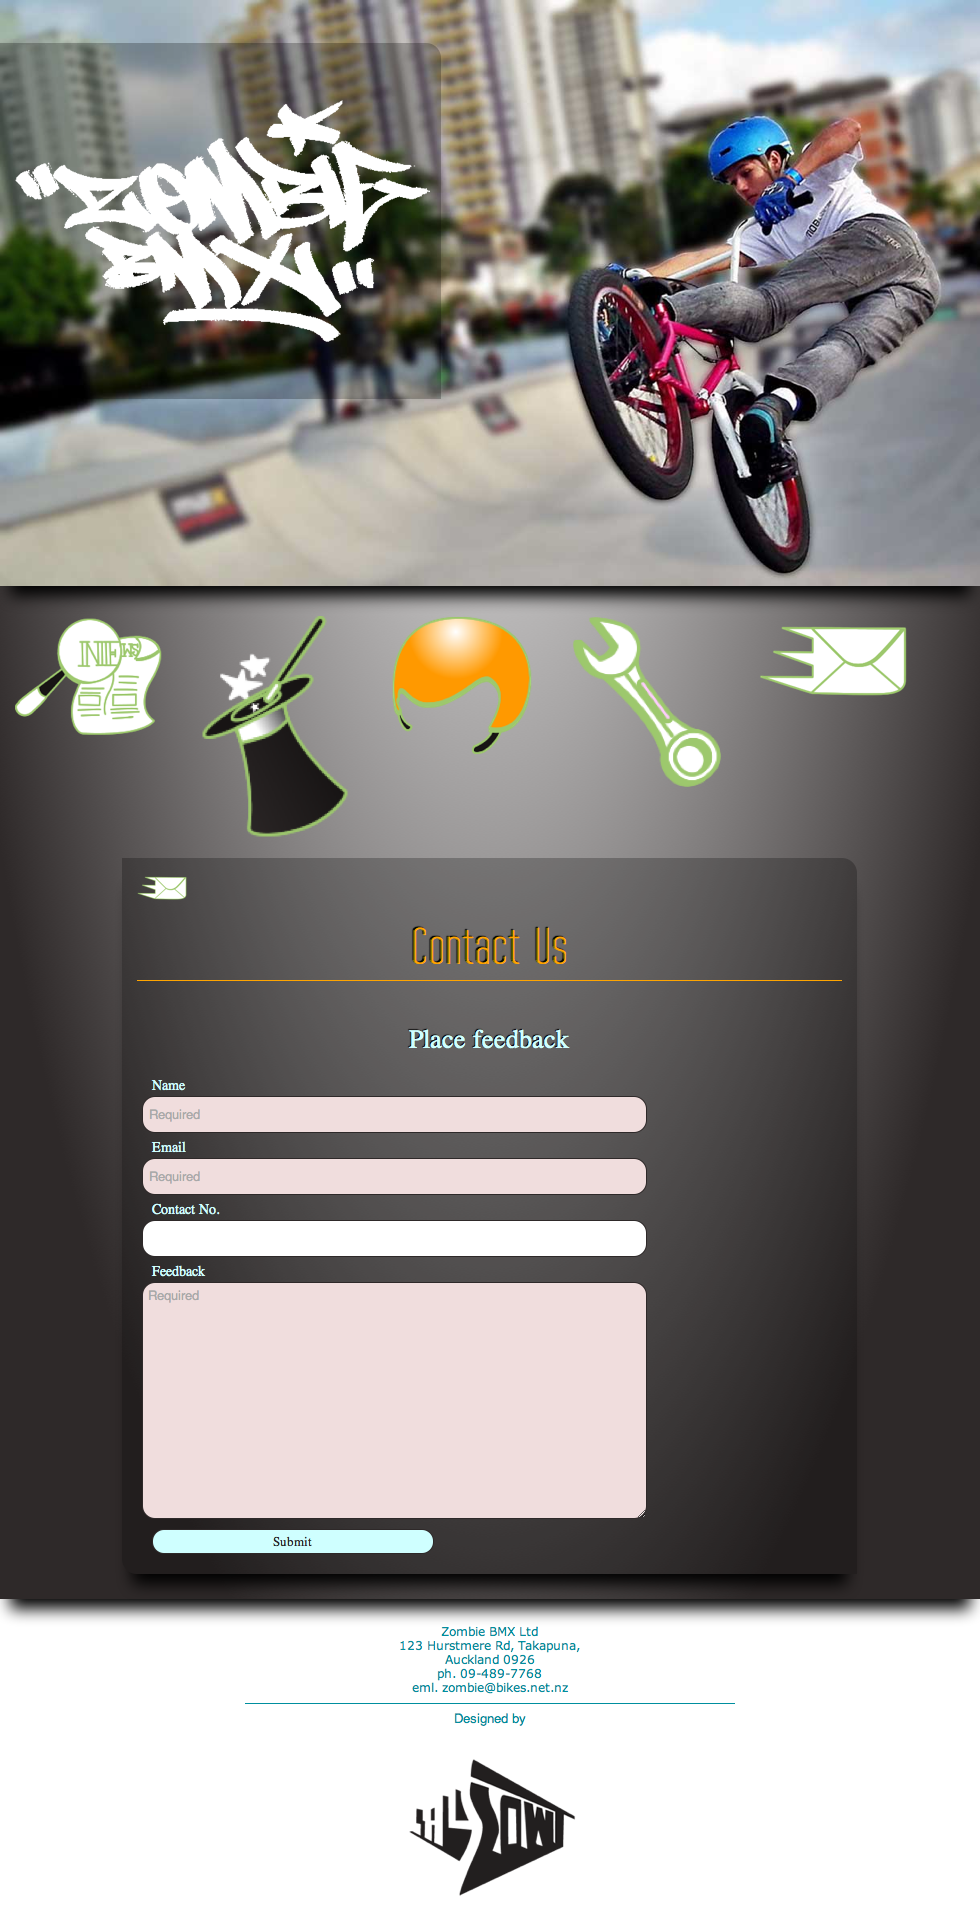 "ZOMBIE
BMX"
NEWS
Contact Us
Place feedback
Name
Required
Email
Required
Contact No.
Feedback
Required
Submit
Zombie BMX Ltd
123 Hurstmere Rd, Takapuna,
Auckland 0926
ph. 09-489-7768
eml. zombie@bikes.net.nz
Designed by